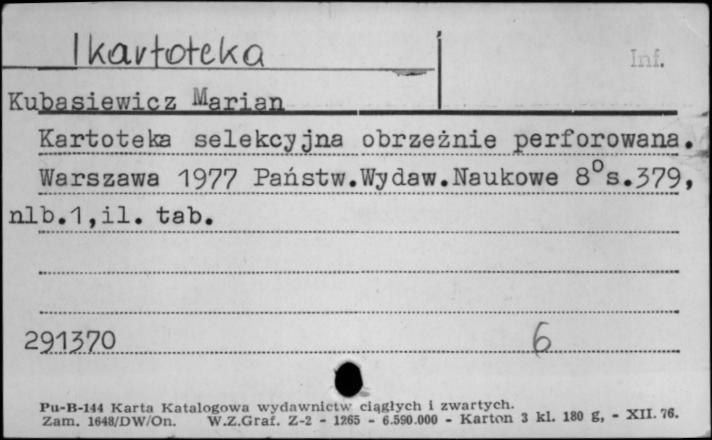 1 kartoteka
Inf.
Kubasiewicz Marian
Kartoteka selekcyjna obrzeżnie perforowana.
Warszawa 1977 Państw.Wydaw.Naukowe 8°s.379,
nlb.1,il. tab.
291370 6
Pu-B-144 Karta Katalogowa wydawnictw ciągłych i zwartych.
Zam. 1648/DW/On. W.Z.Graf. Z-2 - 1265 - 6.590.000 - Karton 3 kl. 180 g, - XII. 76.